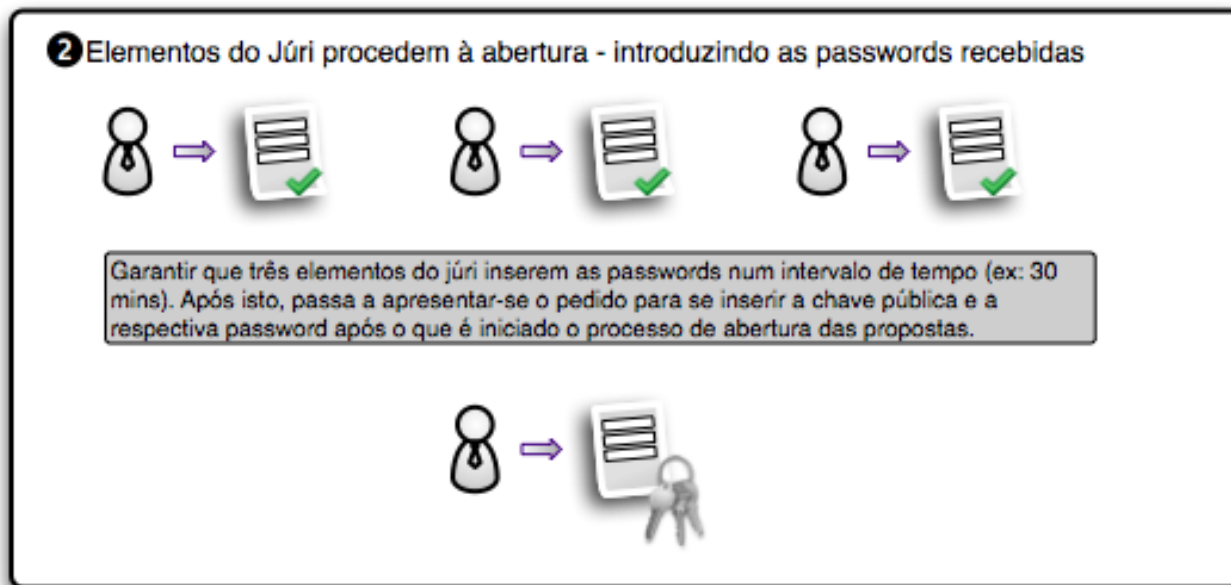 2 Elementos do Júri procedem à abertura - introduzindo as passwords recebidas
Garantir que três elementos do júri inserem as passwords num intervalo de tempo (ex: 30
mins). Após isto, passa a apresentar-se o pedido para se inserir a chave pública e a
respectiva password após o que é iniciado o processo de abertura das propostas.